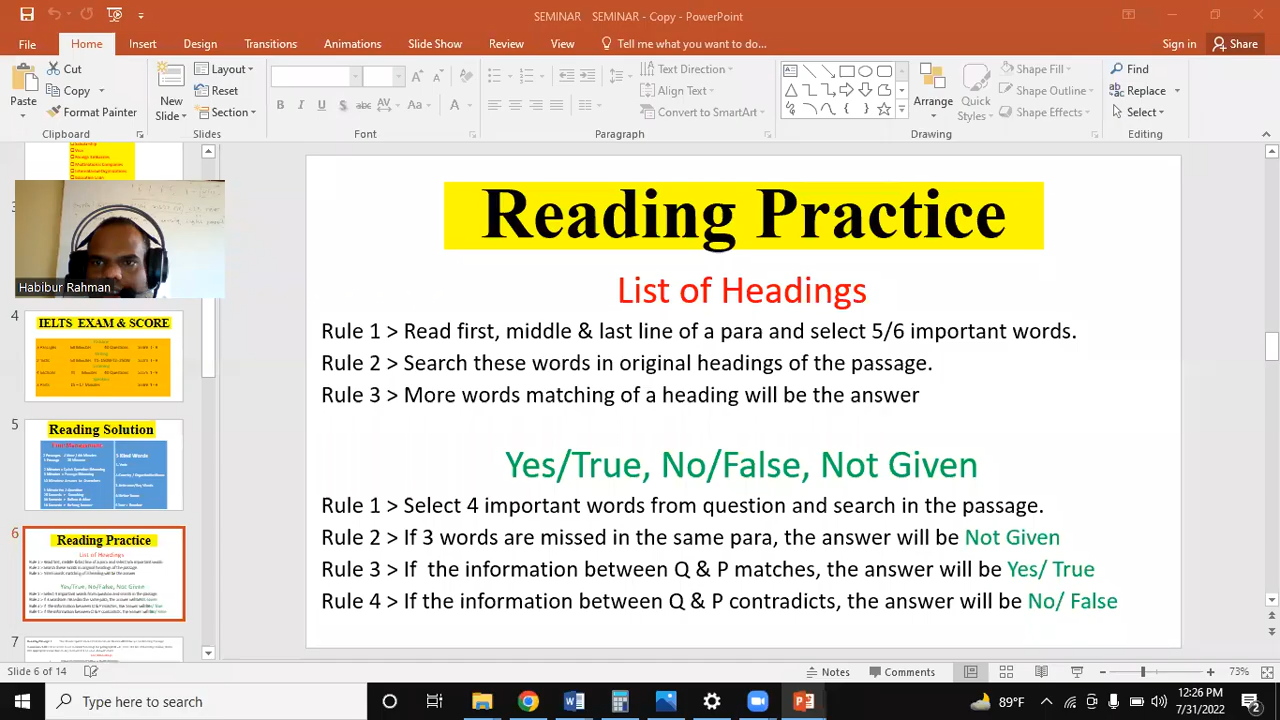 SEMINAR SEMINAR - Copy - PowerPoint
File Home Insert Design Transitions Animations Slide Show Review View Tell me what you want to do... Sign in Share
Paste
Cut
Copy
Format Painter
Clipboard
New Slide
Layout
Reset
Section
Slides
Font
Text Direction
Align Text
Convert to SmartArt
Paragraph
Arrange
Quick Styles
Shape Fill
Shape Outline
Shape Effects
Drawing
Find
Replace
Select
Editing
Habibur Rahman
4
IELTS EXAM & SCORE
5
Reading Solution
6
Reading Practice
List of Headings
7
Reading Practice
List of Headings
Rule 1 > Read first, middle & last line of a para and select 5/6 important words.
Rule 2 > Search these words in original headings of the passage.
Rule 3 > More words matching of a heading will be the answer
Yes/True, No/False, Not Given
Rule 1 > Select 4 important words from question and search in the passage.
Rule 2 > If 3 words are missed in the same para, the answer will be Not Given
Rule 3 > If the information between Q & P matches, the answer will be Yes/ True
Rule 4 > If the information between Q & P contradicts, the answer will be No/ False
Slide 6 of 14 Notes Comments 73%
Type here to search
89°F
12:26 PM
7/31/2022
2